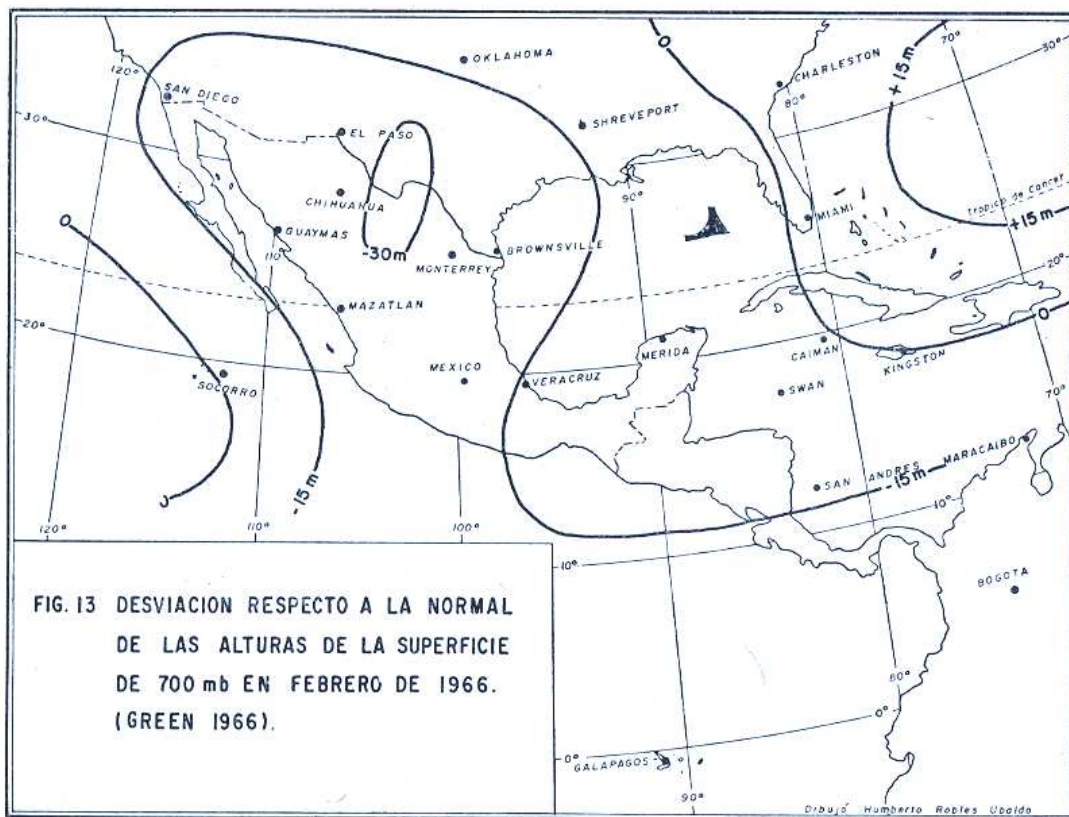 120°
SAN DIEGO
OKLAHOMA
0
CHARLESTON
80°
+15m
70°
30°
30°
EL PASO
SHREVEPORT
CHIHUAHUA
90°
MIAMI
Tropico de Cancer
+15m
0
GUAYMAS
110
-30m
MONTERREY
BROWNSVILLE
20°
20°
MAZATLAN
D
0
SOCORRO
MEXICO
VERACRUZ
MERIDA
CAIMAN
KINGSTON
SWAN
70°
-15m
SAN ANDRES
-15m
MARACAIBO
10°
120°
110°
100°
10°
BOGOTA
FIG. 13 DESVIACION RESPECTO A LA NORMAL
DE LAS ALTURAS DE LA SUPERFICIE
DE 700 mb EN FEBRERO DE 1966.
(GREEN 1966).
80°
0°
0°
GALAPAGOS
90°
Dibujó Humberto Robles Ubaldo